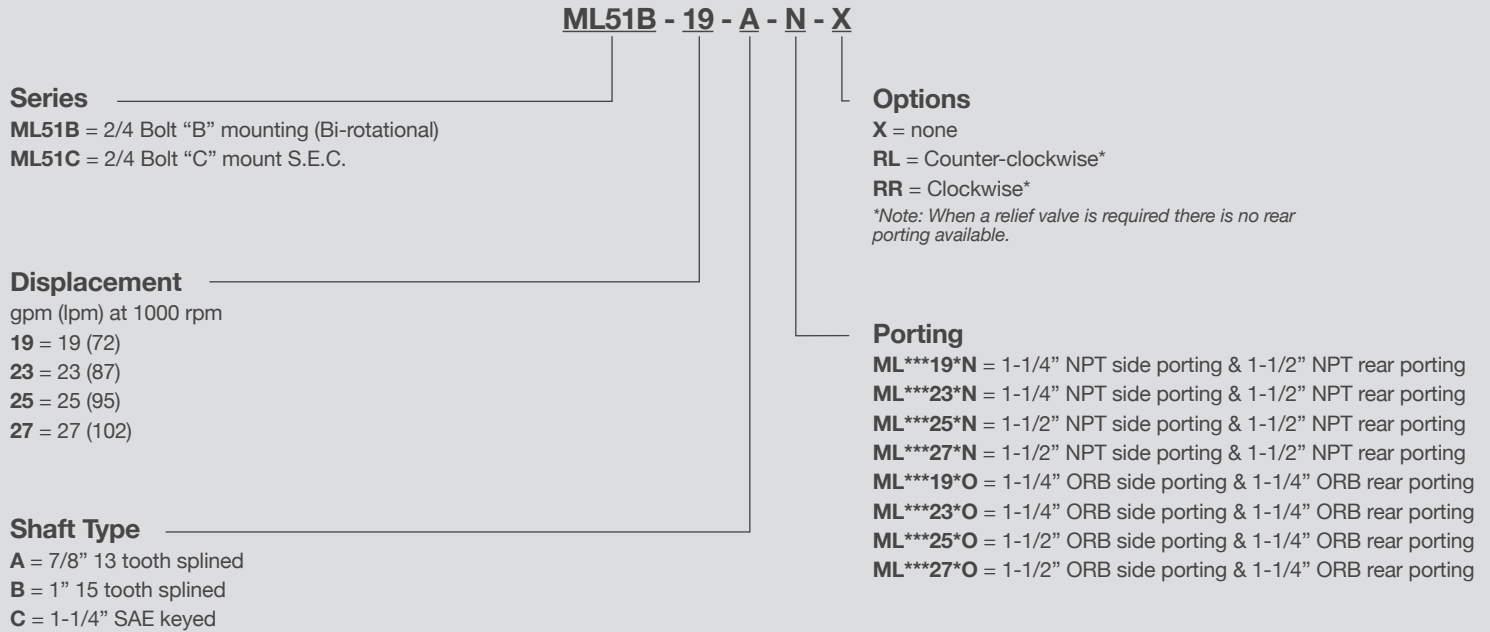 ML51B - 19 - A - N - X
Series
ML51B = 2/4 Bolt “B” mounting (Bi-rotational)
ML51C = 2/4 Bolt “C” mount S.E.C.
Displacement
gpm (lpm) at 1000 rpm
19 = 19 (72)
23 = 23 (87)
25 = 25 (95)
27 = 27 (102)
Shaft Type
A = 7/8” 13 tooth splined
B = 1” 15 tooth splined
C = 1-1/4” SAE keyed
Options
X = none
RL = Counter-clockwise*
RR = Clockwise*
*Note: When a relief valve is required there is no rear
porting available.
Porting
ML***19*N = 1-1/4” NPT side porting & 1-1/2” NPT rear porting
ML***23*N = 1-1/4” NPT side porting & 1-1/2” NPT rear porting
ML***25*N = 1-1/2” NPT side porting & 1-1/2” NPT rear porting
ML***27*N = 1-1/2” NPT side porting & 1-1/2” NPT rear porting
ML***19*O = 1-1/4” ORB side porting & 1-1/4” ORB rear porting
ML***23*O = 1-1/4” ORB side porting & 1-1/4” ORB rear porting
ML***25*O = 1-1/2” ORB side porting & 1-1/4” ORB rear porting
ML***27*O = 1-1/2” ORB side porting & 1-1/4” ORB rear porting